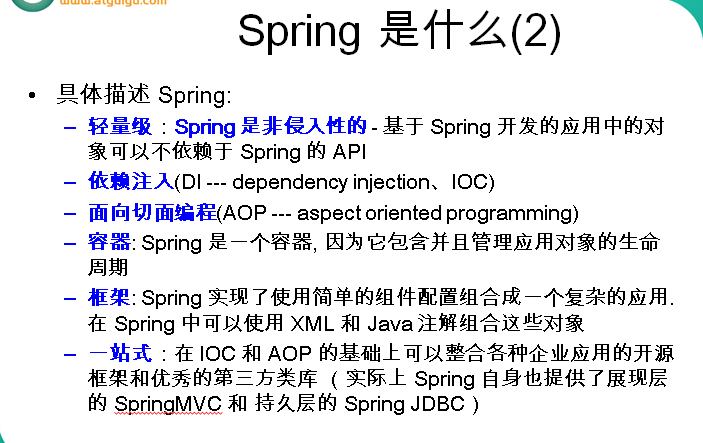 www.atguigu.com
Spring 是什么(2)
• 具体描述 Spring:
– 轻量级：Spring 是非侵入性的 - 基于 Spring 开发的应用中的对
象可以不依赖于 Spring 的 API
– 依赖注入(DI --- dependency injection、IOC)
– 面向切面编程(AOP --- aspect oriented programming)
– 容器: Spring 是一个容器, 因为它包含并且管理应用对象的生命
周期
– 框架: Spring 实现了使用简单的组件配置组合成一个复杂的应用.
在 Spring 中可以使用 XML 和 Java 注解组合这些对象
– 一站式：在 IOC 和 AOP 的基础上可以整合各种企业应用的开源
框架和优秀的第三方类库 （实际上 Spring 自身也提供了展现层
的 SpringMVC 和 持久层的 Spring JDBC）